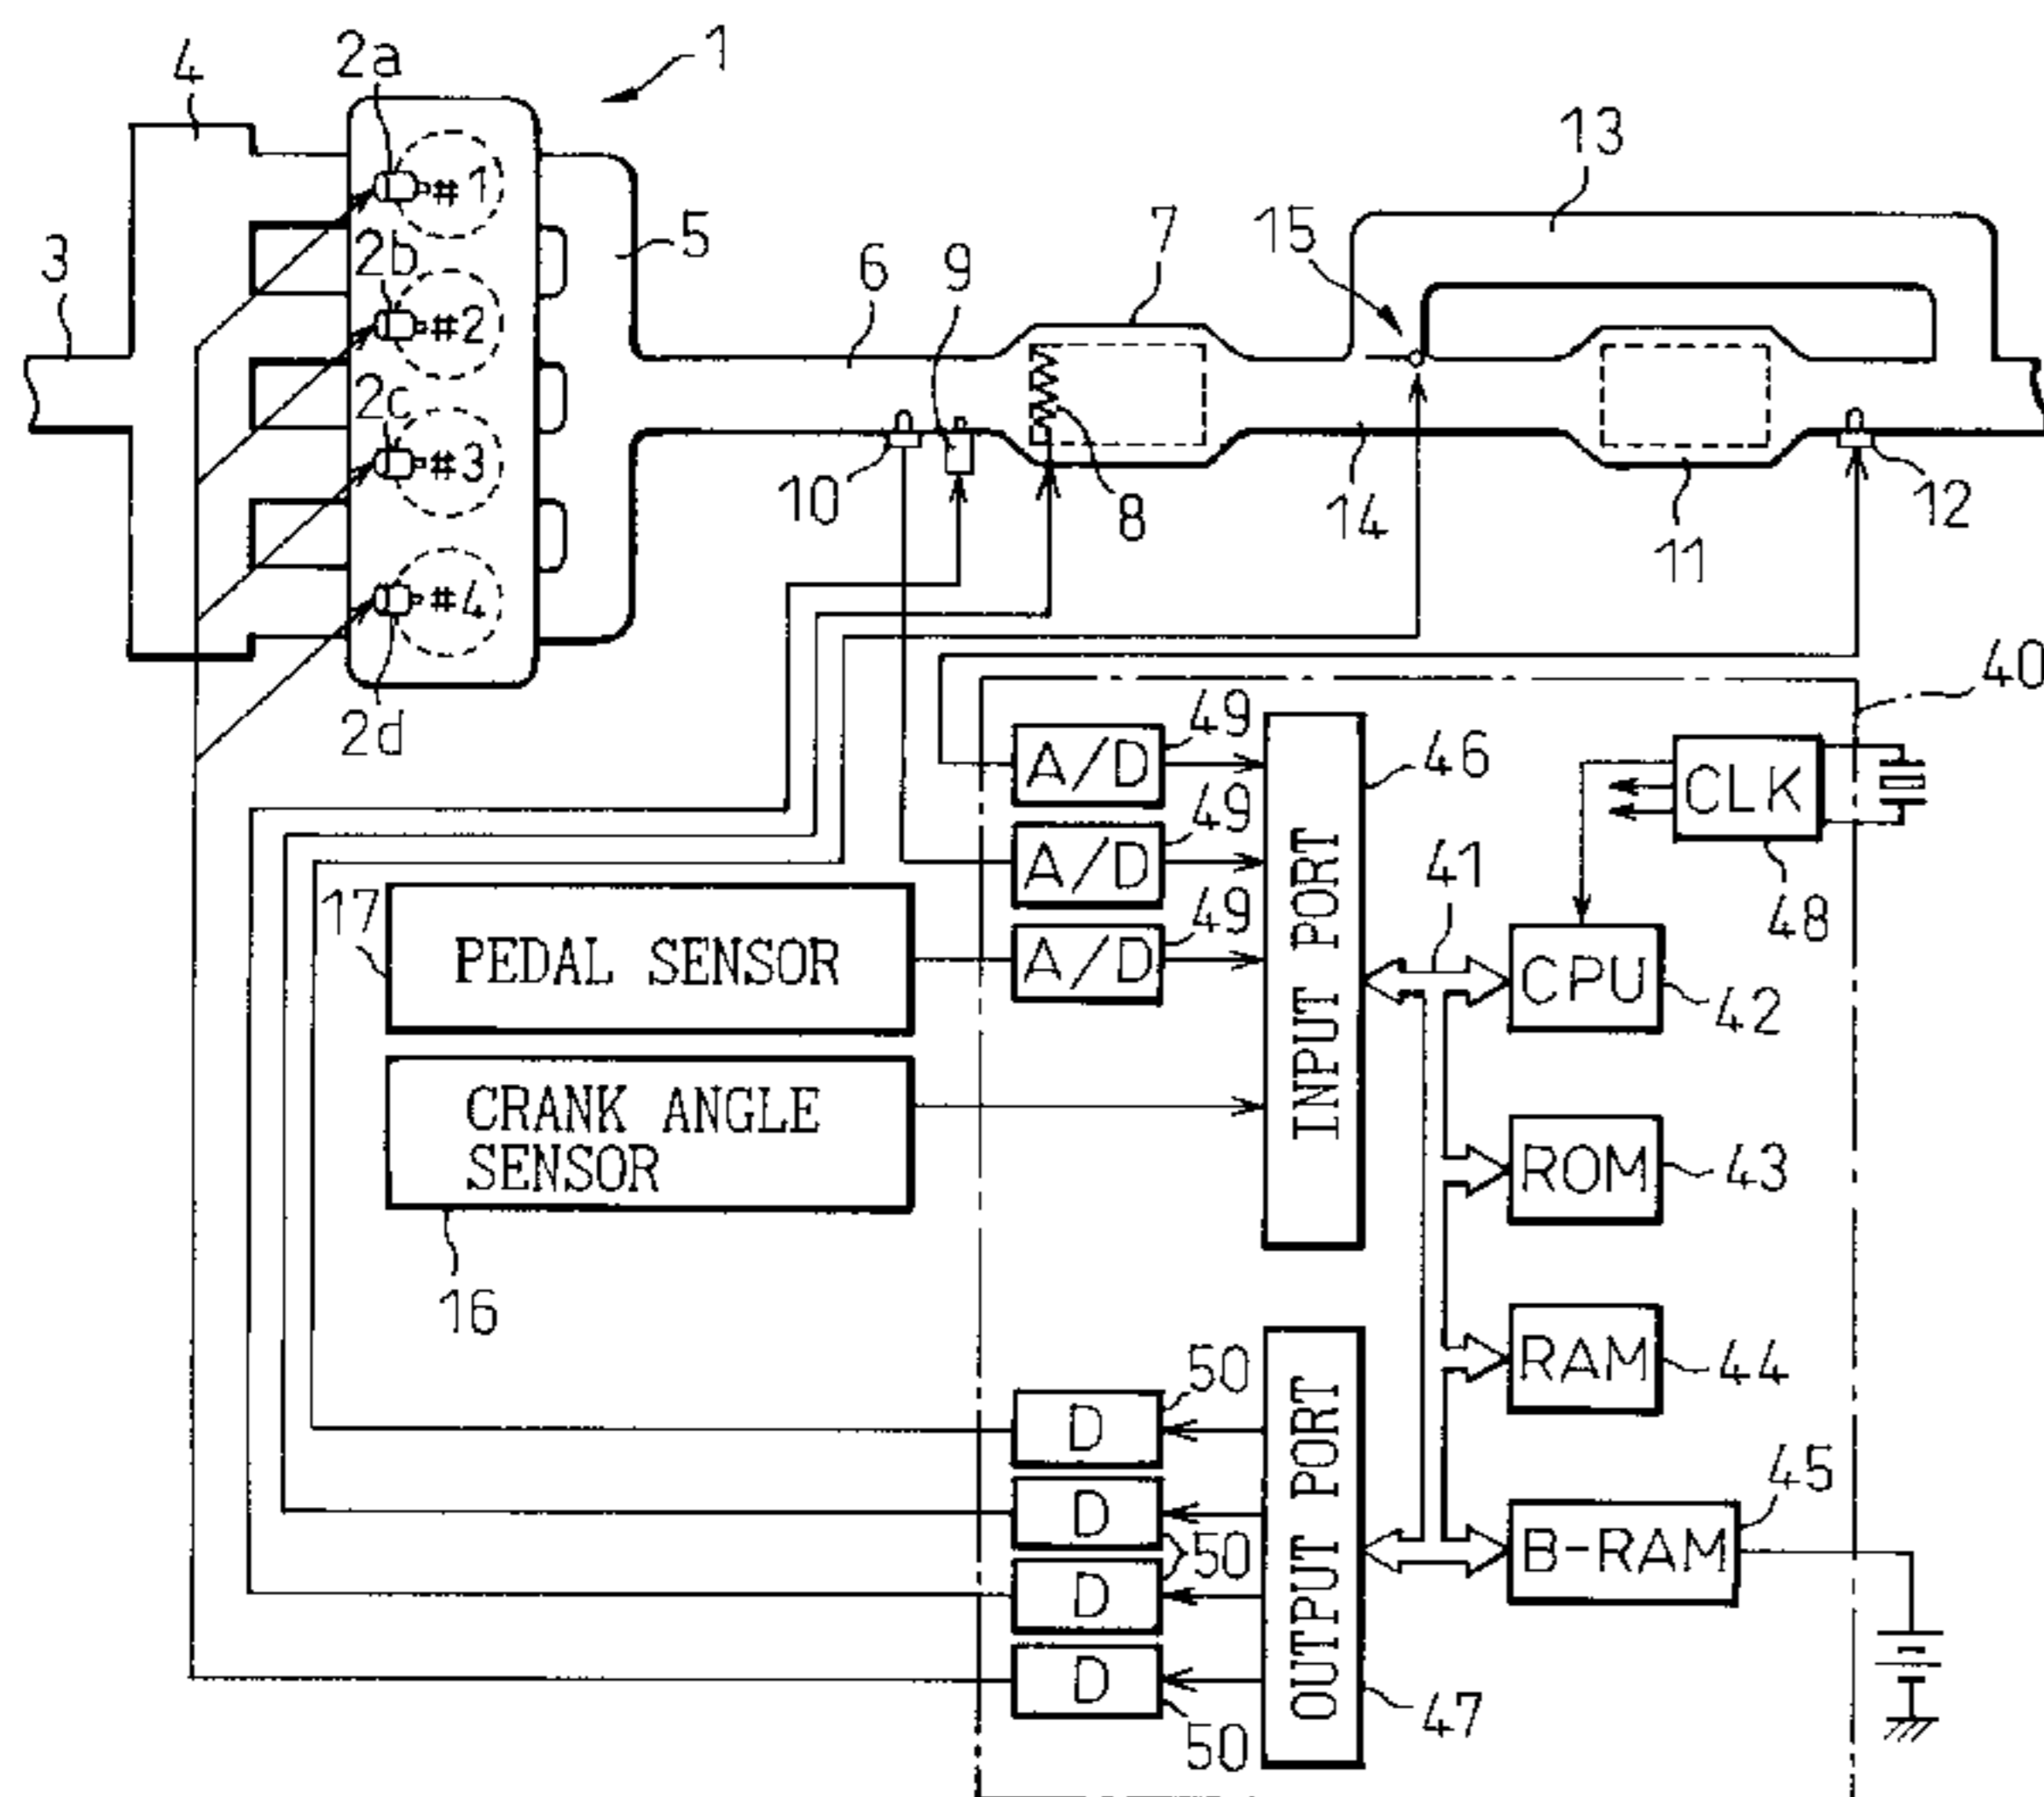 1
2a
4
13
#1
5
7
15
3
2b
6
9
#2
2c
#3
10
8
14
12
11
#4
40
2d
49
46
A/D
CLK
49
A/D
41
48
17
49
PEDAL SENSOR
A/D
INPUT PORT
CPU
42
CRANK ANGLE
SENSOR
ROM
43
16
RAM
44
50
D
OUTPUT PORT
45
D
50
B-RAM
D
D
47
50